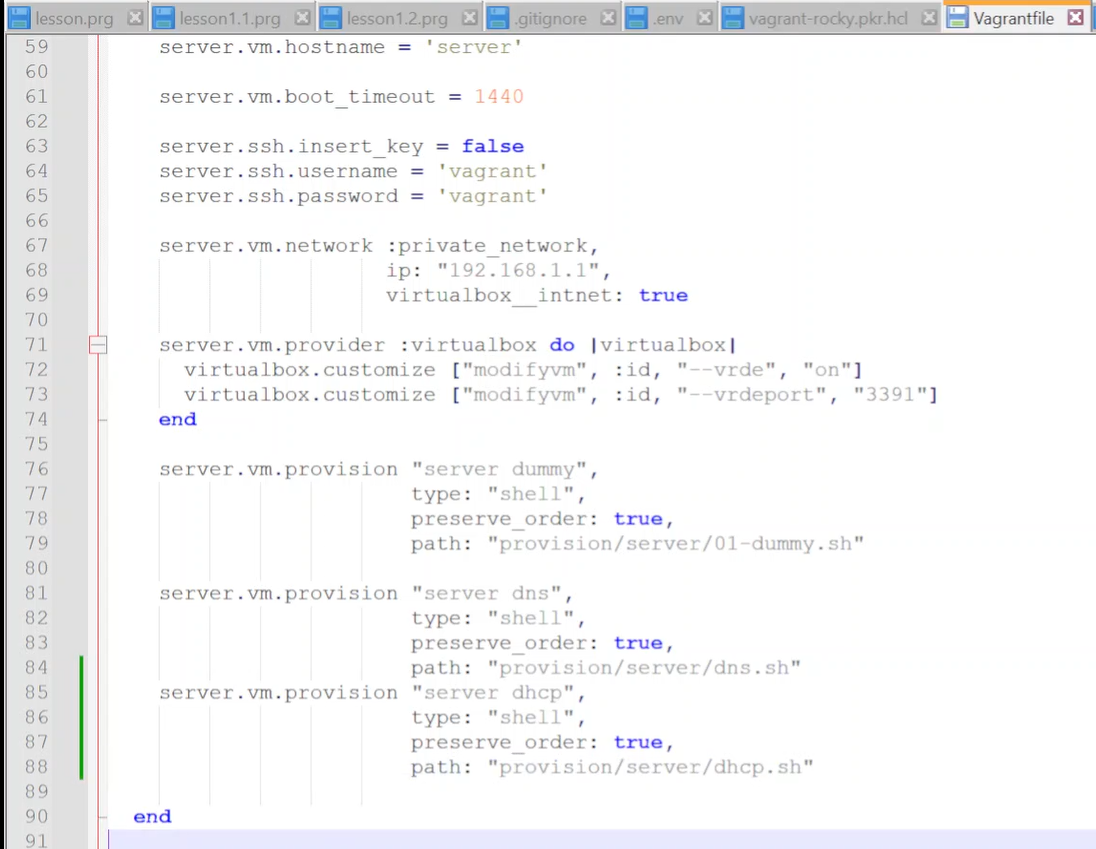 lesson.prg lesson1.1.prg lesson1.2.prg .gitignore .env vagrant-rocky.pkr.hcl Vagrantfile
59 server.vm.hostname = 'server'
60
61 server.vm.boot_timeout = 1440
62
63 server.ssh.insert_key = false
64 server.ssh.username = 'vagrant'
65 server.ssh.password = 'vagrant'
66
67 server.vm.network :private_network,
68 ip: "192.168.1.1",
69 virtualbox__intnet: true
70
71 server.vm.provider :virtualbox do |virtualbox|
72 virtualbox.customize ["modifyvm", :id, "--vrde", "on"]
73 virtualbox.customize ["modifyvm", :id, "--vrdeport", "3391"]
74 end
75
76 server.vm.provision "server dummy",
77 type: "shell",
78 preserve_order: true,
79 path: "provision/server/01-dummy.sh"
80
81 server.vm.provision "server dns",
82 type: "shell",
83 preserve_order: true,
84 path: "provision/server/dns.sh"
85 server.vm.provision "server dhcp",
86 type: "shell",
87 preserve_order: true,
88 path: "provision/server/dhcp.sh"
89
90 end
91